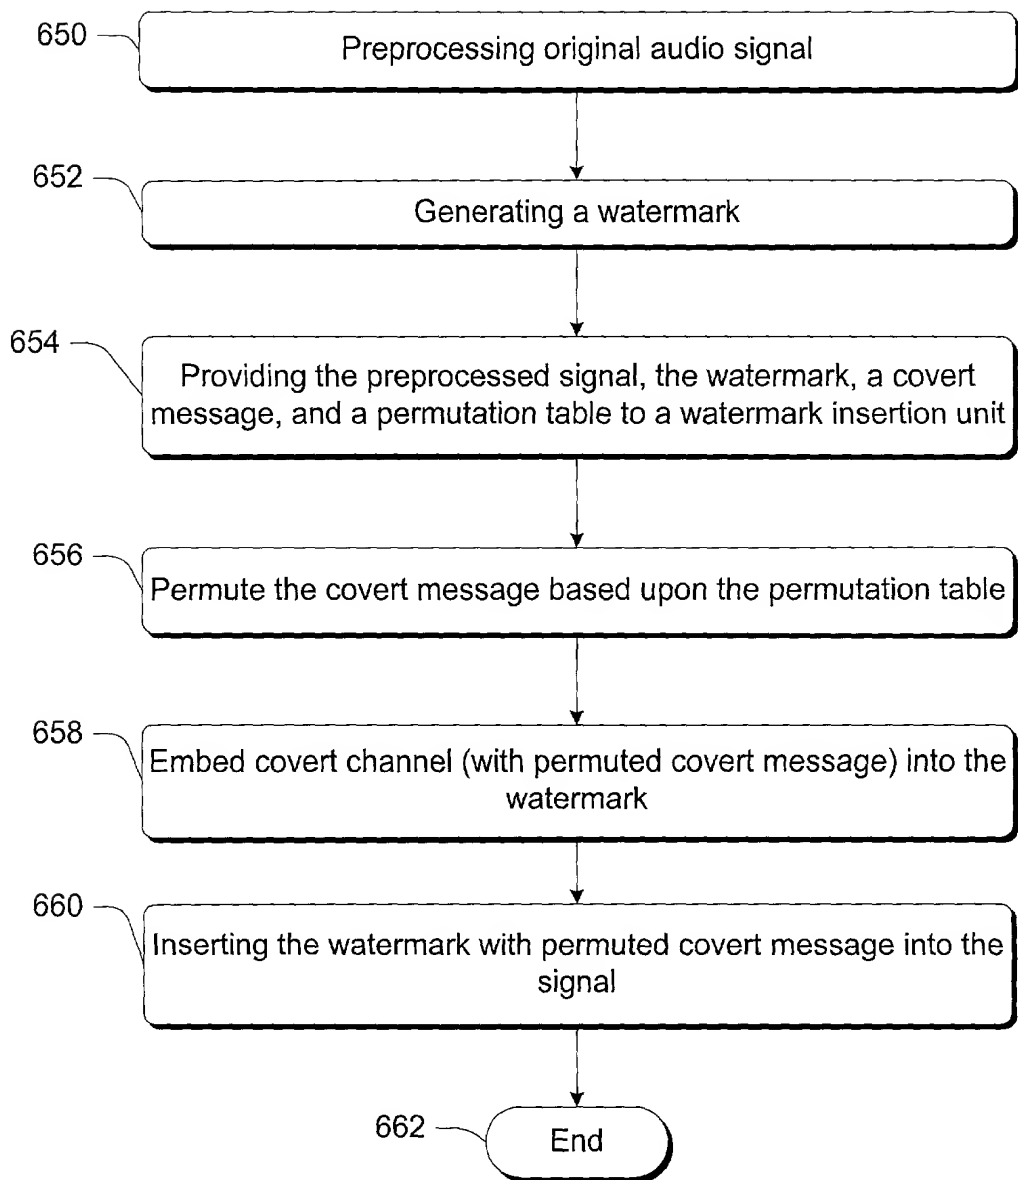 650
Preprocessing original audio signal
652
Generating a watermark
654
Providing the preprocessed signal, the watermark, a covert
message, and a permutation table to a watermark insertion unit
656
Permute the covert message based upon the permutation table
658
Embed covert channel (with permuted covert message) into the
watermark
660
Inserting the watermark with permuted covert message into the
signal
662
End